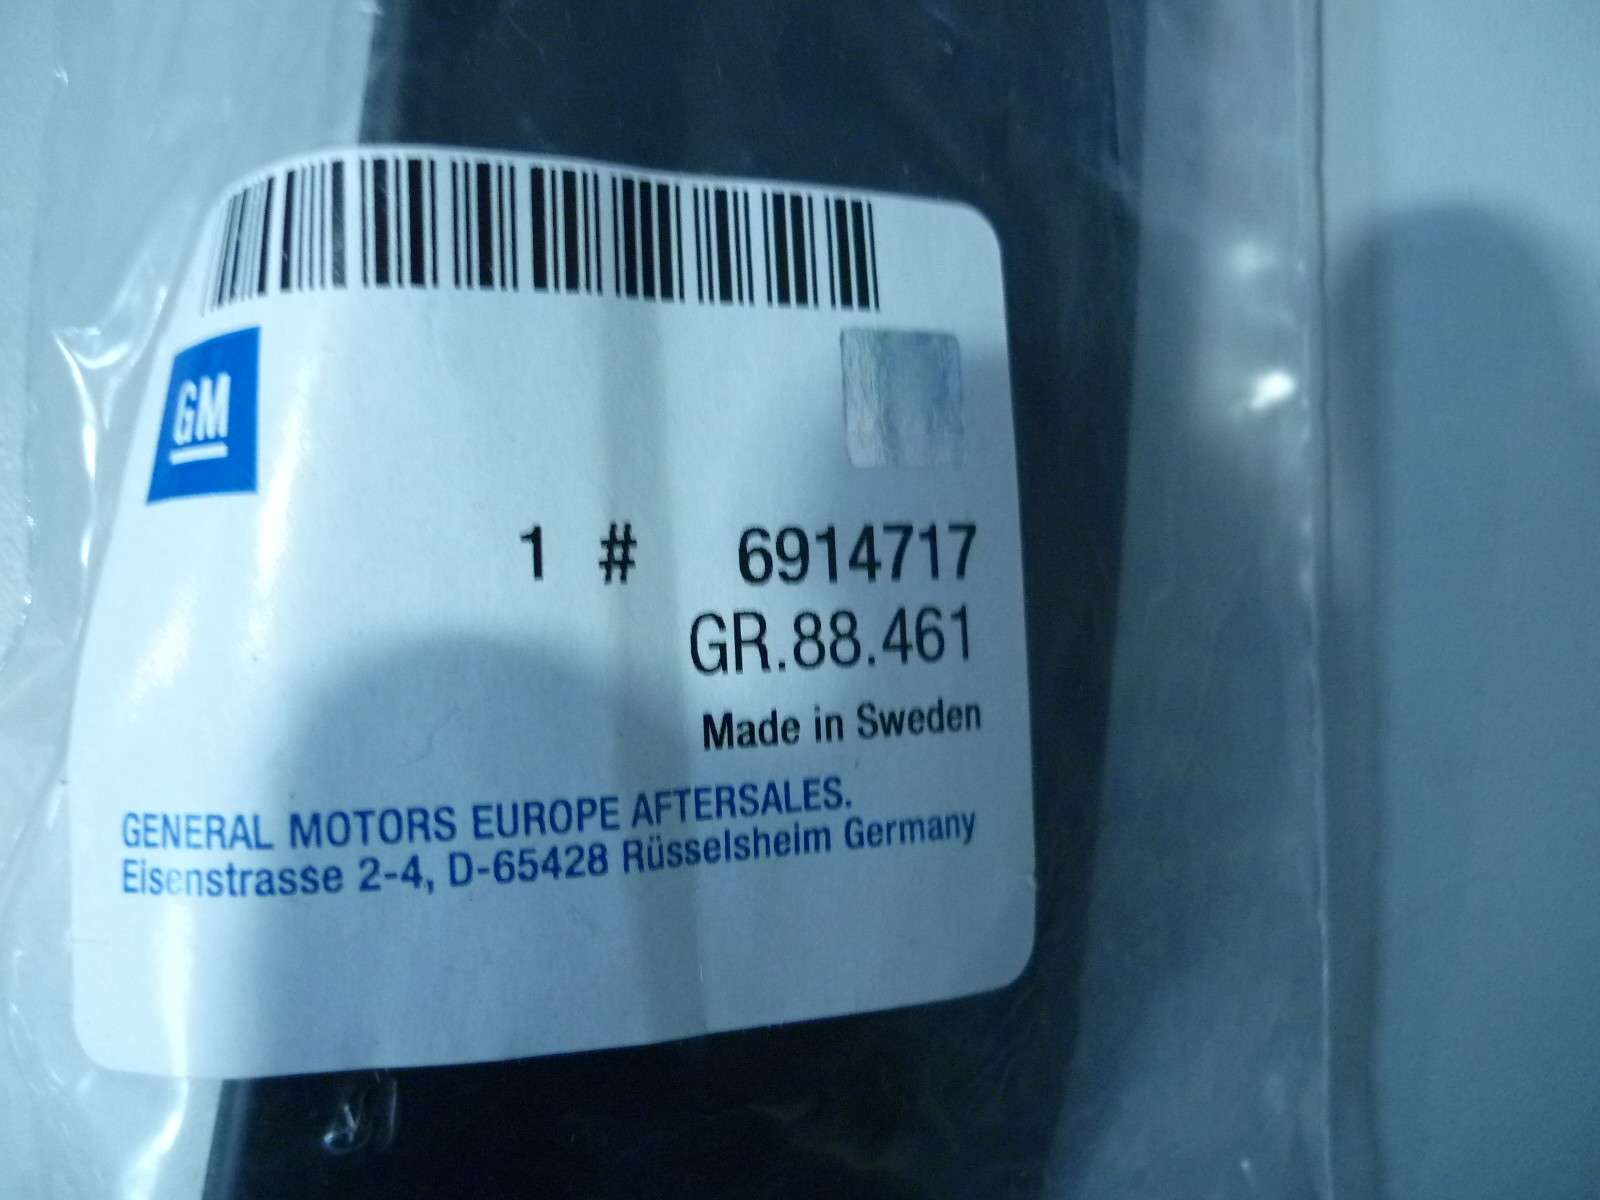 GM
1 # 6914717
GR.88.461
Made in Sweden
GENERAL MOTORS EUROPE AFTERSALES.
Eisenstrasse 2-4, D-65428 Rüsselsheim Germany